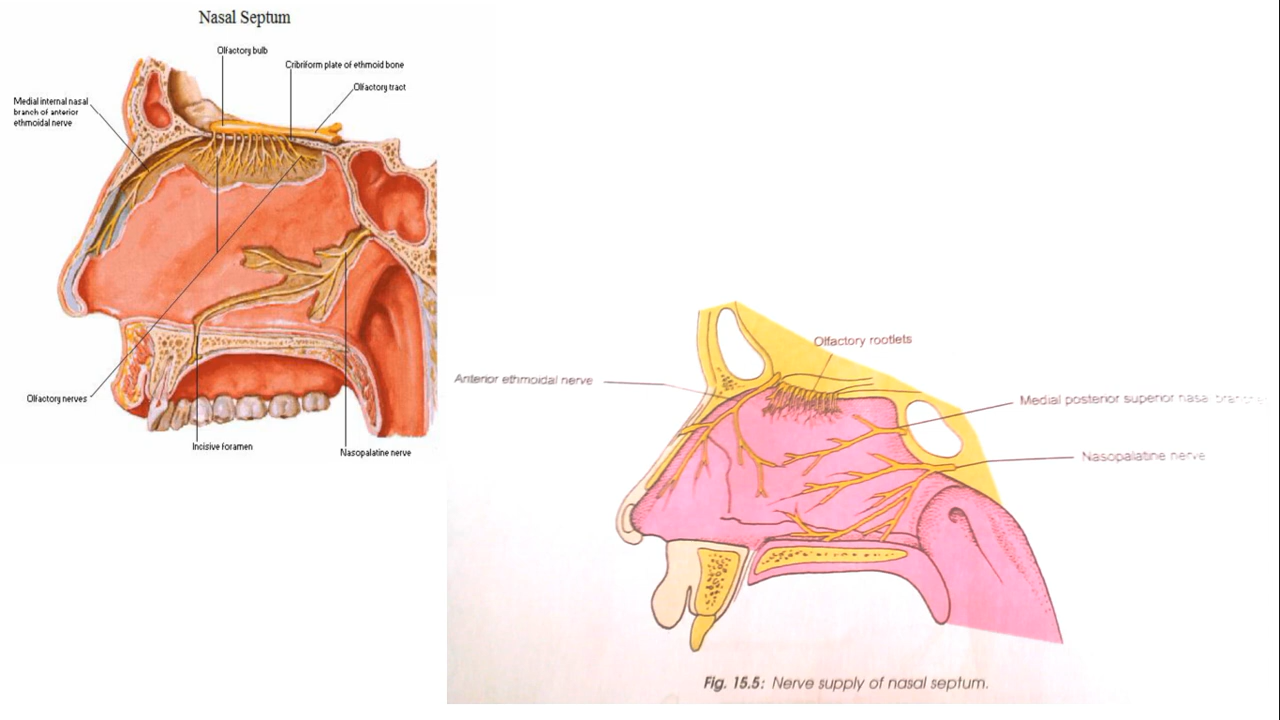 Nasal Septum
Olfactory bulb
Cribriform plate of ethmoid bone
Olfactory tract
Medial internal nasal
branch of anterior
ethmoidal nerve
Olfactory nerves
Incisive foramen
Nasopalatine nerve
Olfactory rootlets
Anterior ethmoidal nerve
Medial posterior superior nasal branches
Nasopalatine nerve
Fig. 15.5: Nerve supply of nasal septum.